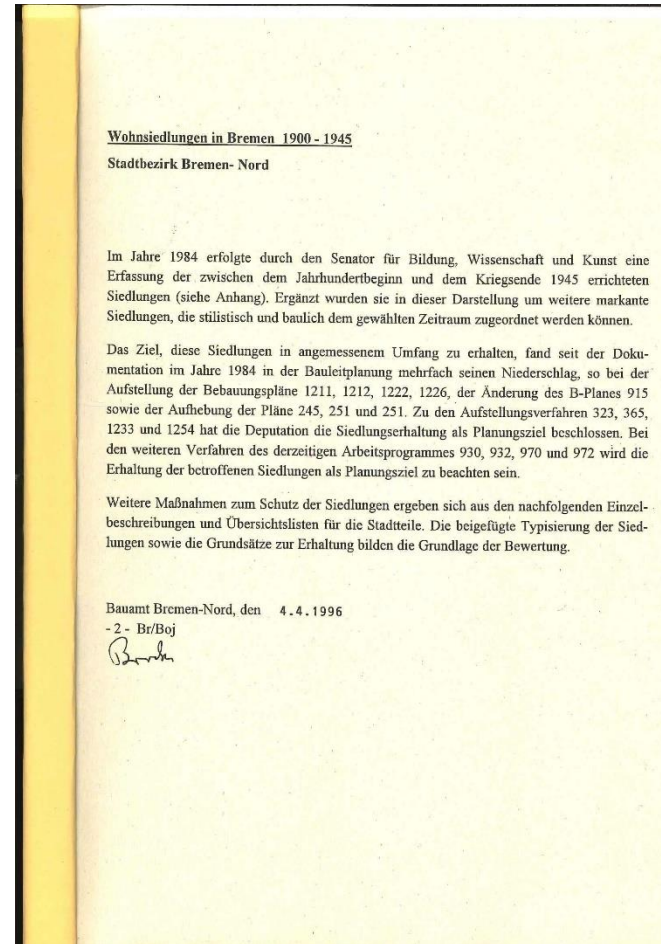 Wohnsiedlungen in Bremen 1900 - 1945
Stadtbezirk Bremen- Nord
Im Jahre 1984 erfolgte durch den Senator für Bildung, Wissenschaft und Kunst eine
Erfassung der zwischen dem Jahrhundertbeginn und dem Kriegsende 1945 errichteten
Siedlungen (siehe Anhang). Ergänzt wurden sie in dieser Darstellung um weitere markante
Siedlungen, die stilistisch und baulich dem gewählten Zeitraum zugeordnet werden können.
Das Ziel, diese Siedlungen in angemessenem Umfang zu erhalten, fand seit der Doku-
mentation im Jahre 1984 in der Bauleitplanung mehrfach seinen Niederschlag, so bei der
Aufstellung der Bebauungspläne 1211, 1212, 1222, 1226, der Änderung des B-Planes 915
sowie der Aufhebung der Pläne 245, 251 und 251. Zu den Aufstellungsverfahren 323, 365,
1233 und 1254 hat die Deputation die Siedlungserhaltung als Planungsziel beschlossen. Bei
den weiteren Verfahren des derzeitigen Arbeitsprogrammes 930, 932, 970 und 972 wird die
Erhaltung der betroffenen Siedlungen als Planungsziel zu beachten sein.
Weitere Maßnahmen zum Schutz der Siedlungen ergeben sich aus den nachfolgenden Einzel-
beschreibungen und Übersichtslisten für die Stadtteile. Die beigefügte Typisierung der Sied-
lungen sowie die Grundsätze zur Erhaltung bilden die Grundlage der Bewertung.
Bauamt Bremen-Nord, den 4.4.1996
- 2 - Br/Boj